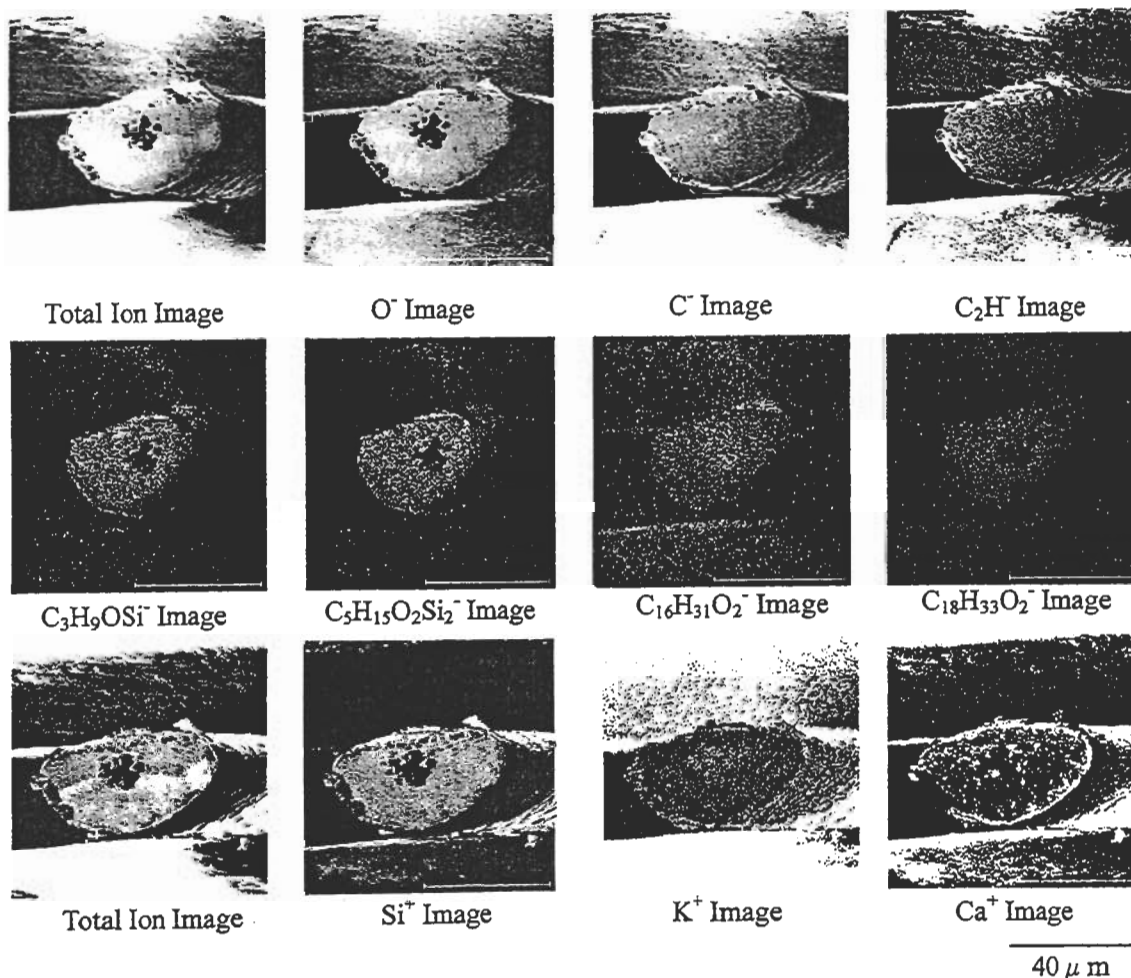 Total Ion Image
O⁻ Image
C⁻ Image
C₂H⁻ Image
C₃H₉OSi⁻ Image
C₅H₁₅O₂Si₂⁻ Image
C₁₆H₃₁O₂⁻ Image
C₁₈H₃₃O₂⁻ Image
Total Ion Image
Si⁺ Image
K⁺ Image
Ca⁺ Image
40 μ m